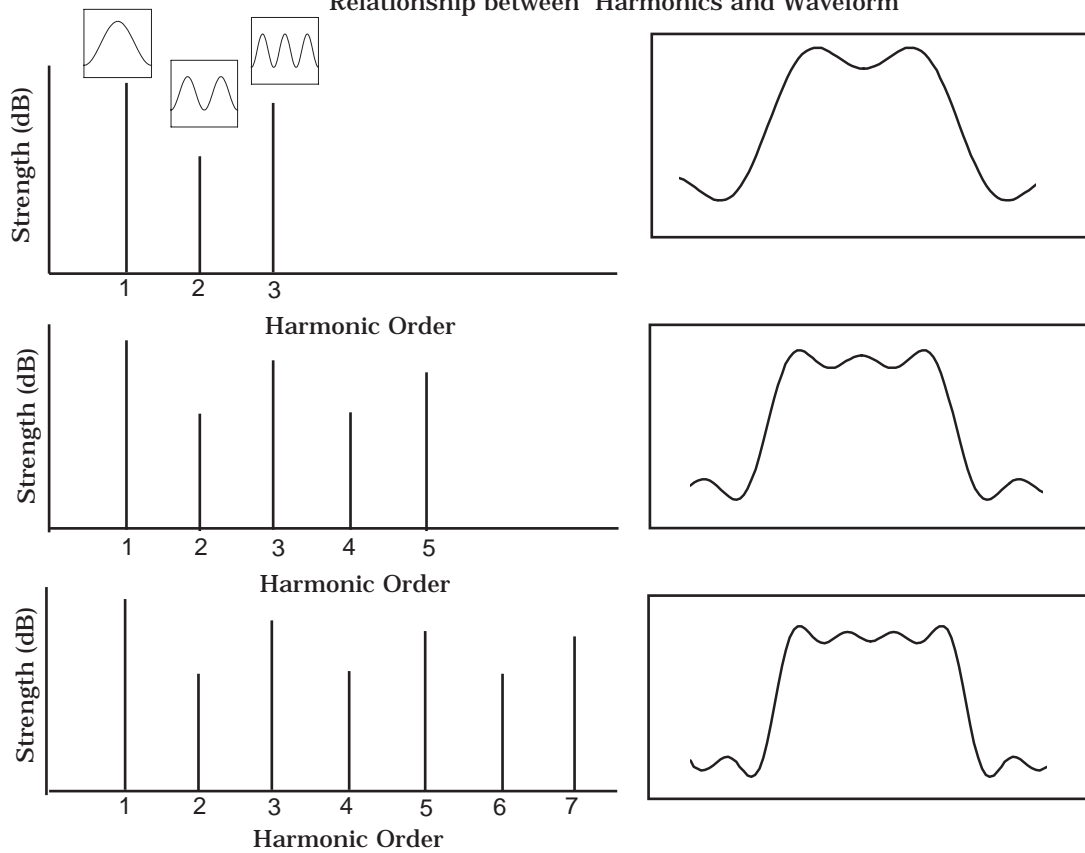 Relationship between Harmonics and Waveform
Strength (dB)
1 2 3
Harmonic Order
Strength (dB)
1 2 3 4 5
Harmonic Order
Strength (dB)
1 2 3 4 5 6 7
Harmonic Order